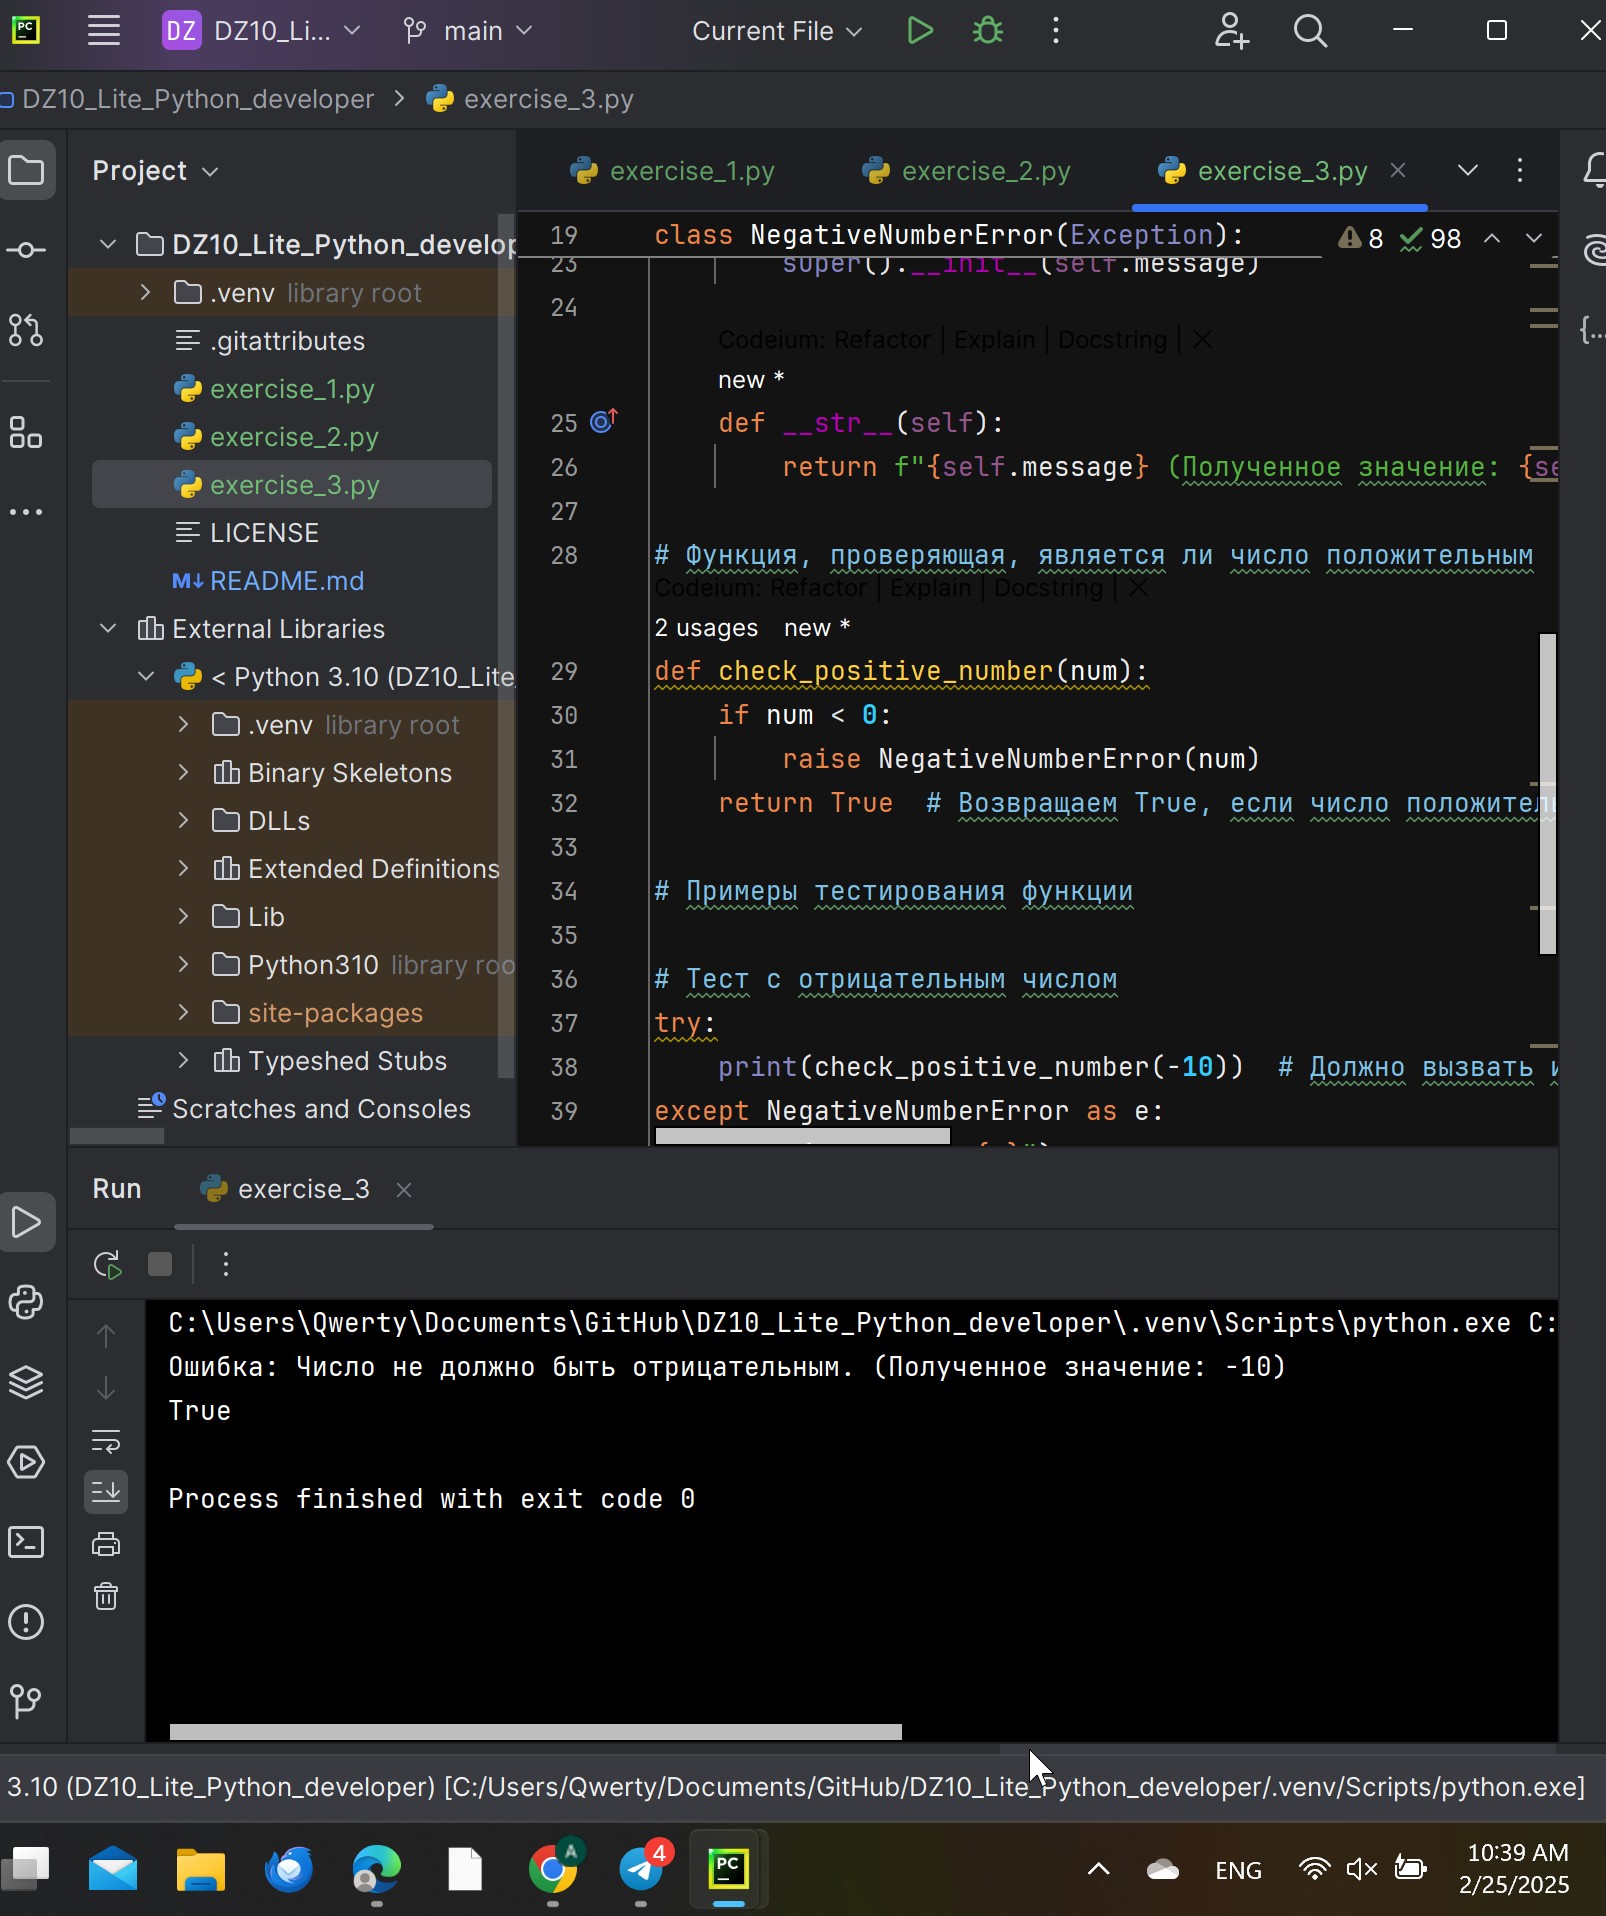 DZ DZ10_Li... main Current File
DZ10_Lite_Python_developer > exercise_3.py
Project
DZ10_Lite_Python_develop
.venv library root
.gitattributes
exercise_1.py
exercise_2.py
exercise_3.py
LICENSE
README.md
External Libraries
< Python 3.10 (DZ10_Lite_
.venv library root
Binary Skeletons
DLLs
Extended Definitions
Lib
Python310 library roo
site-packages
Typeshed Stubs
Scratches and Consoles
exercise_1.py exercise_2.py exercise_3.py
19 class NegativeNumberError(Exception): 8 98
23 super().__init__(self.message)
24
Codeium: Refactor | Explain | Docstring | ×
new *
25 def __str__(self):
26 return f"{self.message} (Полученное значение: {se
27
28 # Функция, проверяющая, является ли число положительным
Codeium: Refactor | Explain | Docstring | ×
2 usages new *
29 def check_positive_number(num):
30 if num < 0:
31 raise NegativeNumberError(num)
32 return True # Возвращаем True, если число положитель
33
34 # Примеры тестирования функции
35
36 # Тест с отрицательным числом
37 try:
38 print(check_positive_number(-10)) # Должно вызвать и
39 except NegativeNumberError as e:
Run exercise_3
C:\Users\Qwerty\Documents\GitHub\DZ10_Lite_Python_developer\.venv\Scripts\python.exe C:
Ошибка: Число не должно быть отрицательным. (Полученное значение: -10)
True
Process finished with exit code 0
3.10 (DZ10_Lite_Python_developer) [C:/Users/Qwerty/Documents/GitHub/DZ10_Lite_Python_developer/.venv/Scripts/python.exe]
A 4 PC ENG 10:39 AM
2/25/2025